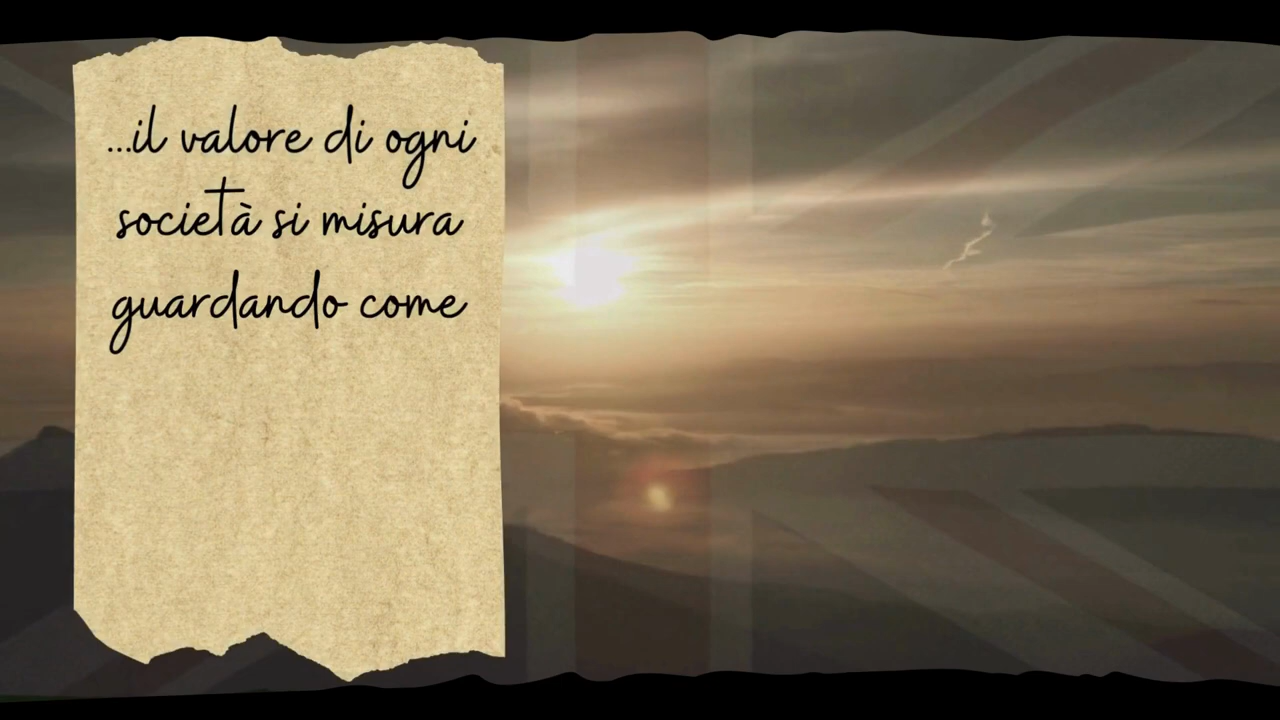 ...il valore di ogni
società si misura
guardando come